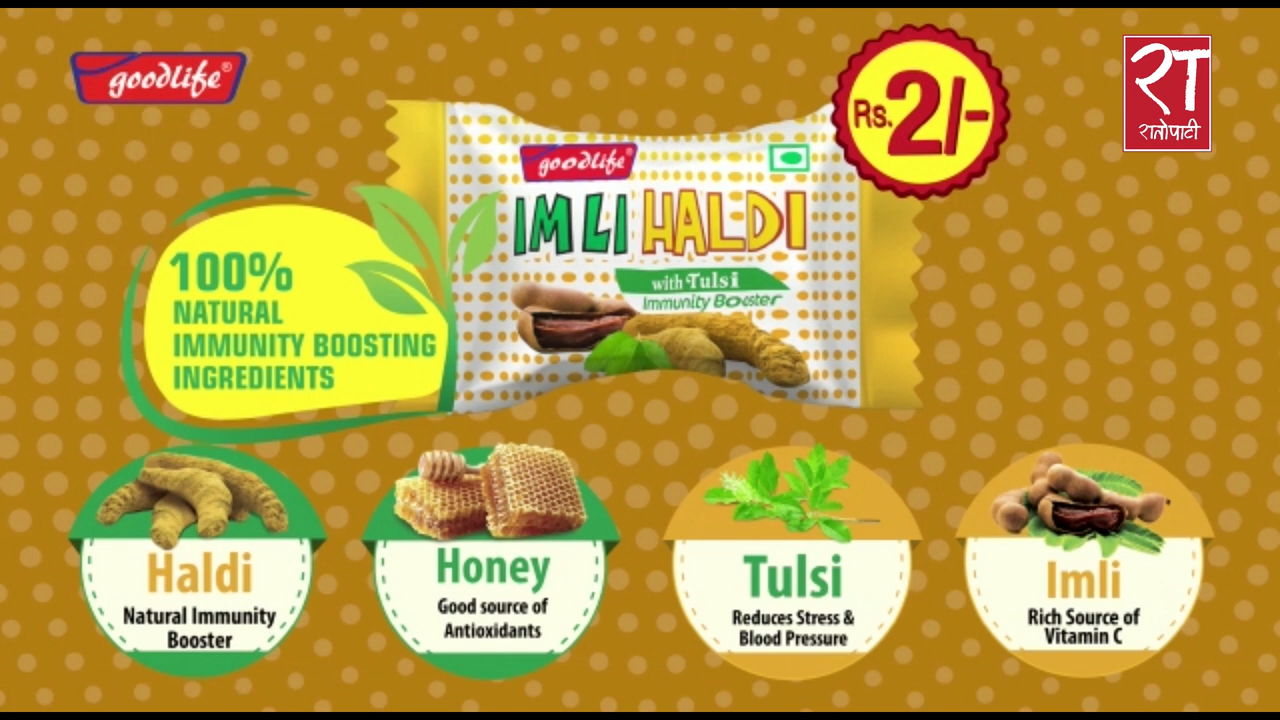 goodlife®
Rs. 2/-
रा
रातोपाटी
goodlife®
IMLI HALDI
with Tulsi
Immunity Booster
100%
NATURAL
IMMUNITY BOOSTING
INGREDIENTS
Haldi
Natural Immunity
Booster
Honey
Good source of
Antioxidants
Tulsi
Reduces Stress &
Blood Pressure
Imli
Rich Source of
Vitamin C